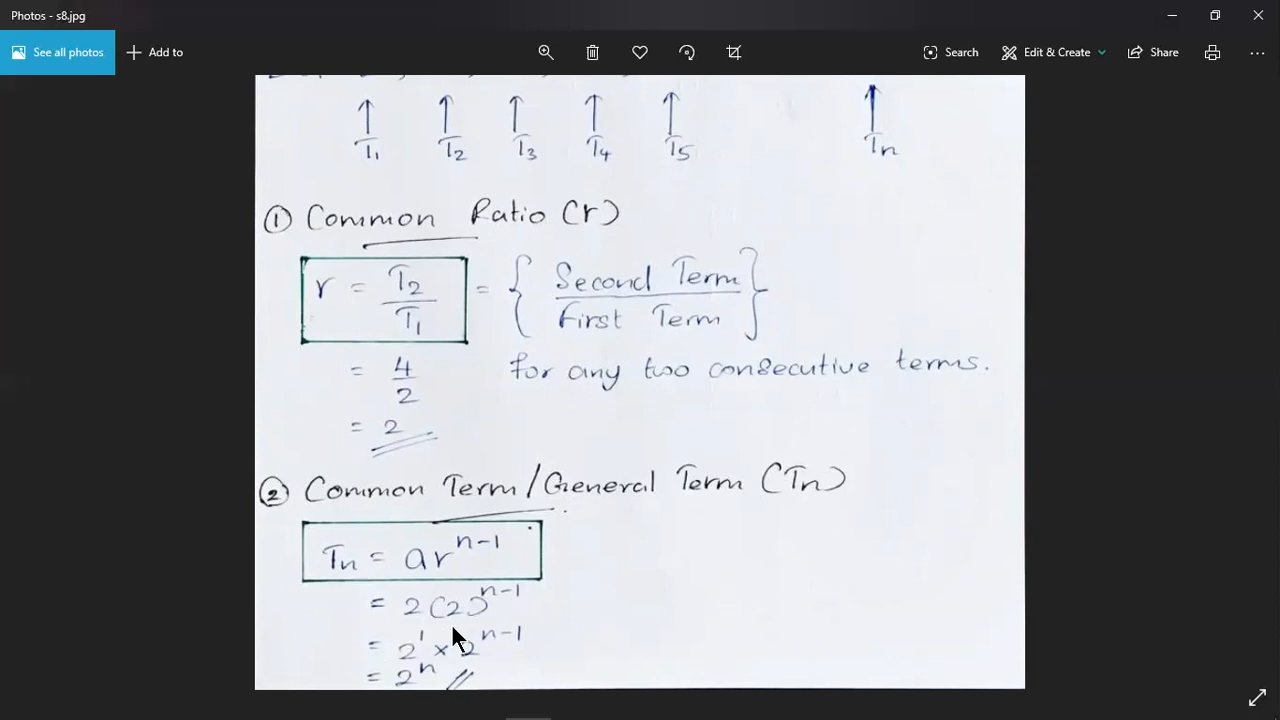 Photos - s8.jpg
See all photos
Add to
Search
Edit & Create
Share
T₁ T₂ T₃ T₄ T₅ Tn
① Common Ratio (r)
r = T₂/T₁ = { Second Term / First Term }
= 4/2 for any two consecutive terms.
= 2
② Common Term/General Term (Tn)
Tn = ar^n-1
= 2(2)^n-1
= 2^1 × 2^n-1
= 2^n //